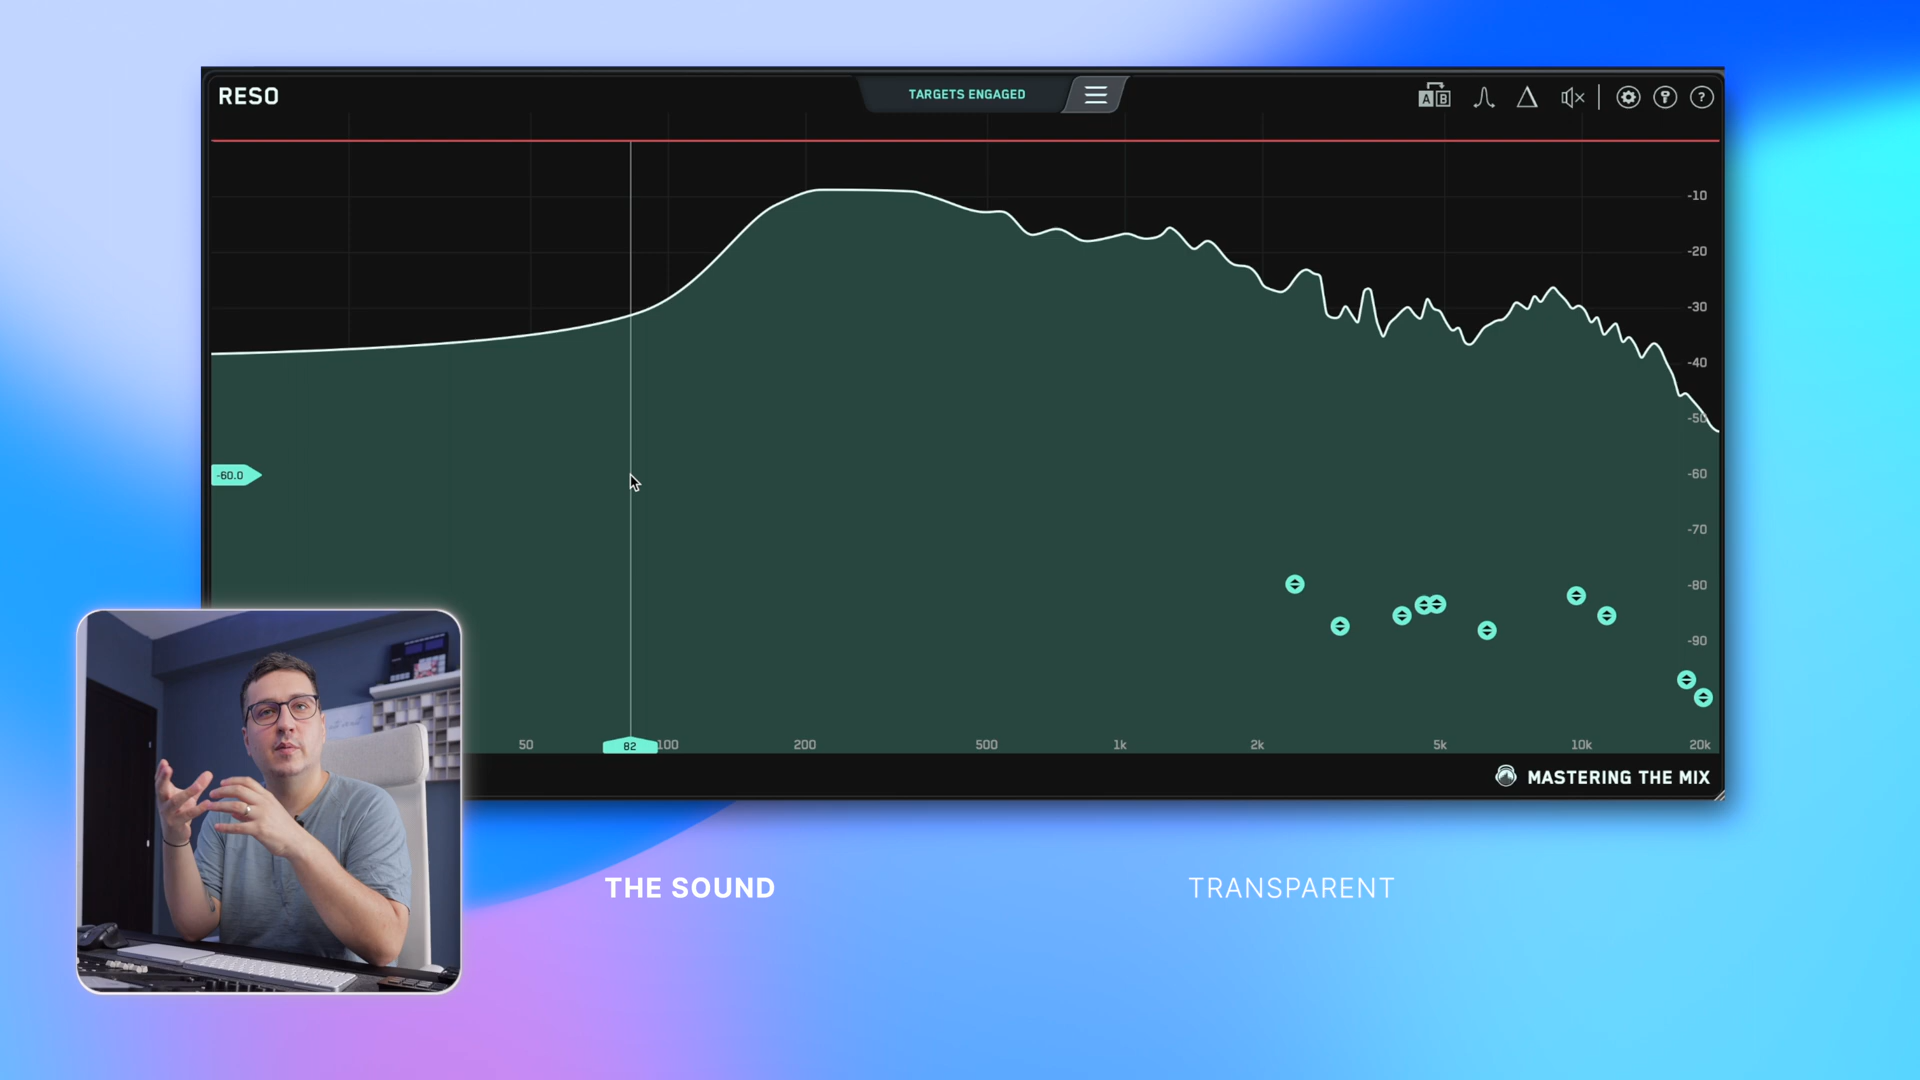 RESO
TARGETS ENGAGED
A B
?
-10
-20
-30
-40
-50
-60.0
-60
-70
-80
-90
50
82
100
200
500
1k
2k
5k
10k
20k
MASTERING THE MIX
THE SOUND
TRANSPARENT